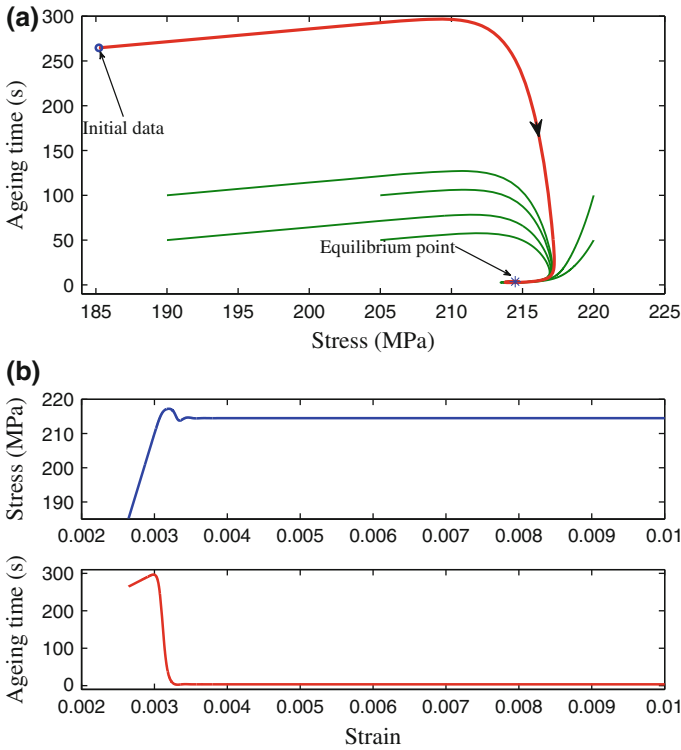 (a)
300
250
200
150
100
50
0
Ageing time (s)
Initial data
Equilibrium point
185 190 195 200 205 210 215 220 225
Stress (MPa)
(b)
220
210
200
190
Stress (MPa)
0.002 0.003 0.004 0.005 0.006 0.007 0.008 0.009 0.01
300
200
100
0
Ageing time (s)
0.002 0.003 0.004 0.005 0.006 0.007 0.008 0.009 0.01
Strain